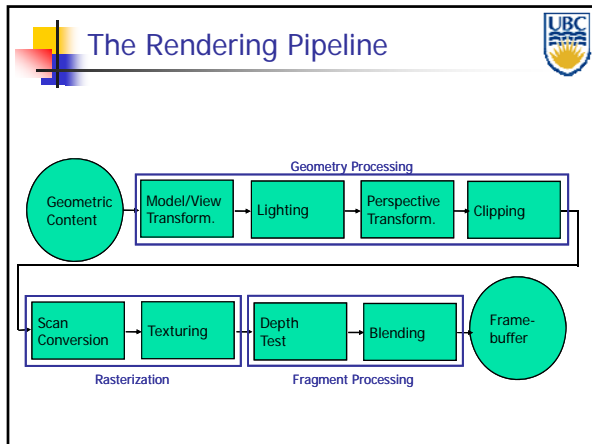 The Rendering Pipeline
UBC
Geometry Processing
Geometric
Content
Model/View
Transform.
Lighting
Perspective
Transform.
Clipping
Scan
Conversion
Texturing
Depth
Test
Blending
Frame-
buffer
Rasterization
Fragment Processing